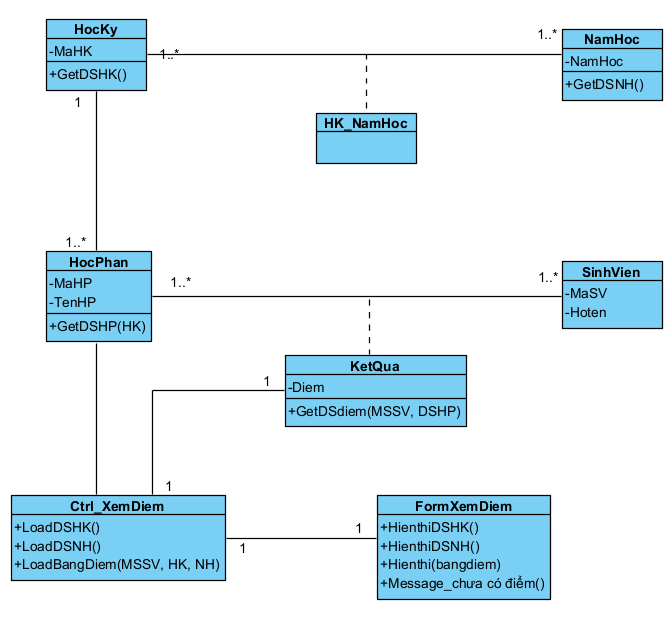 HocKy
-MaHK
+GetDSHK()
1..*
1..*
NamHoc
-NamHoc
+GetDSNH()
HK_NamHoc
1
1..*
HocPhan
-MaHP
-TenHP
+GetDSHP(HK)
1..*
1..*
SinhVien
-MaSV
-Hoten
KetQua
-Diem
+GetDSdiem(MSSV, DSHP)
1
1
Ctrl_XemDiem
+LoadDSHK()
+LoadDSNH()
+LoadBangDiem(MSSV, HK, NH)
1
1
FormXemDiem
+HienthiDSHK()
+HienthiDSNH()
+Hienthi(bangdiem)
+Message_chưa có điểm()